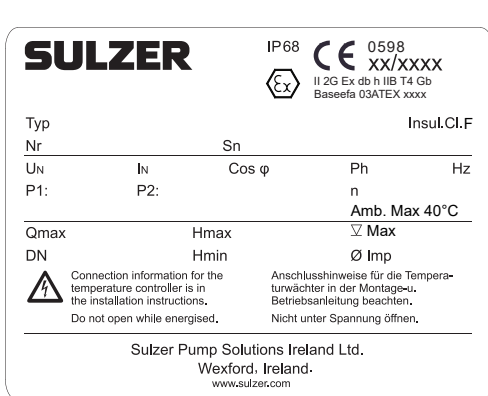 SULZER
IP68 CE 0598
xx/xxxx
Ex II 2G Ex db h IIB T4 Gb
Baseefa 03ATEX xxxx
Typ Insul.Cl.F
Nr Sn
UN IN Cos φ Ph Hz
P1: P2: n
Amb. Max 40°C
Qmax Hmax ▽ Max
DN Hmin Ø Imp
Connection information for the
temperature controller is in
the installation instructions.
Do not open while energised.
Anschlusshinweise für die Tempera-
turwächter in der Montage-u.
Betriebsanleitung beachten.
Nicht unter Spannung öffnen.
Sulzer Pump Solutions Ireland Ltd.
Wexford, Ireland.
www.sulzer.com